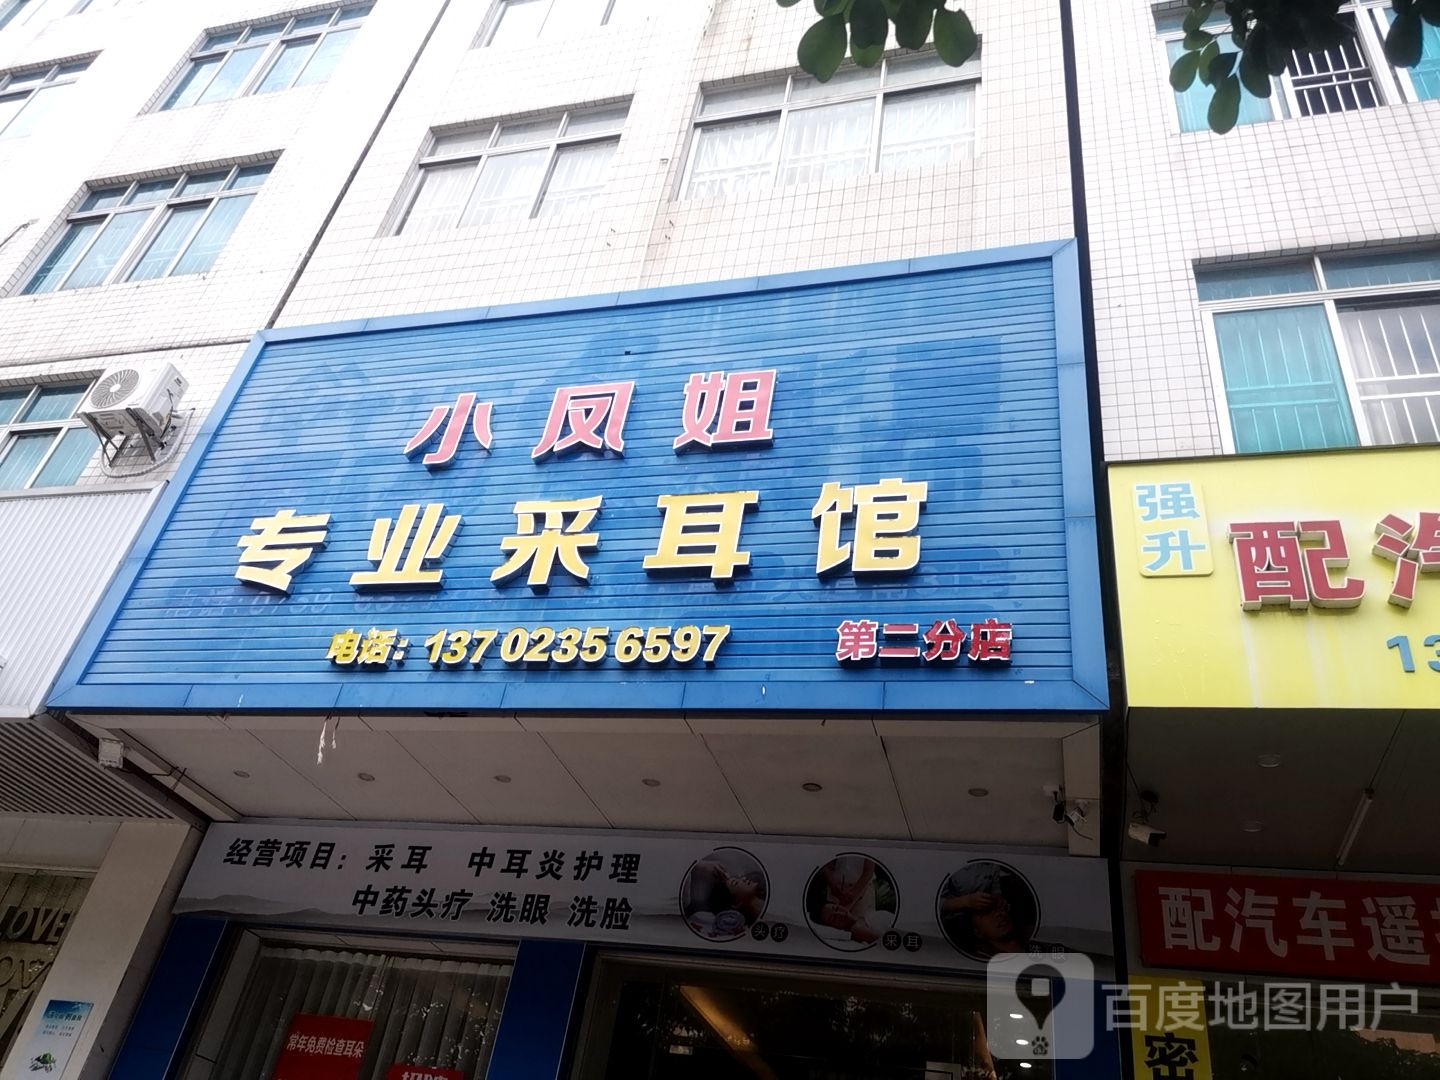 小凤姐
专业采耳馆
电话：13702356597 第二分店
强升
配汽
13
经营项目：采耳 中耳炎护理
中药头疗 洗眼 洗脸
头疗
采耳
洗眼
配汽车遥
LOVE
常年免费检查耳朵
密
百度地图用户